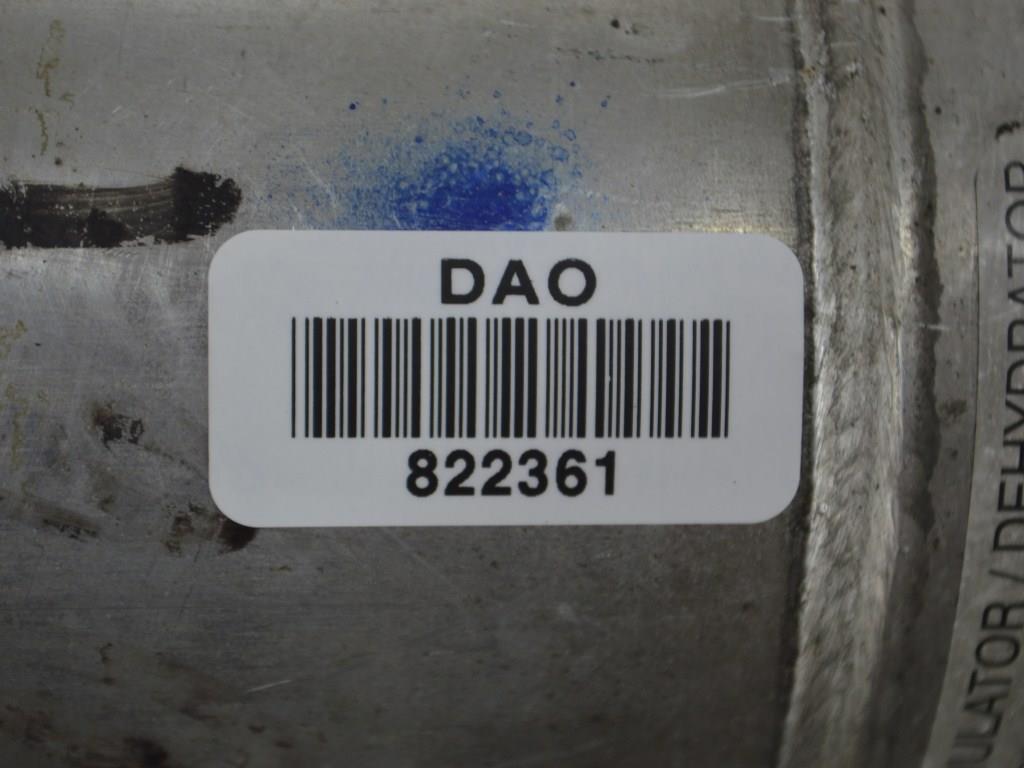 DAO
822361
ULATOR / DEHYDRATOR